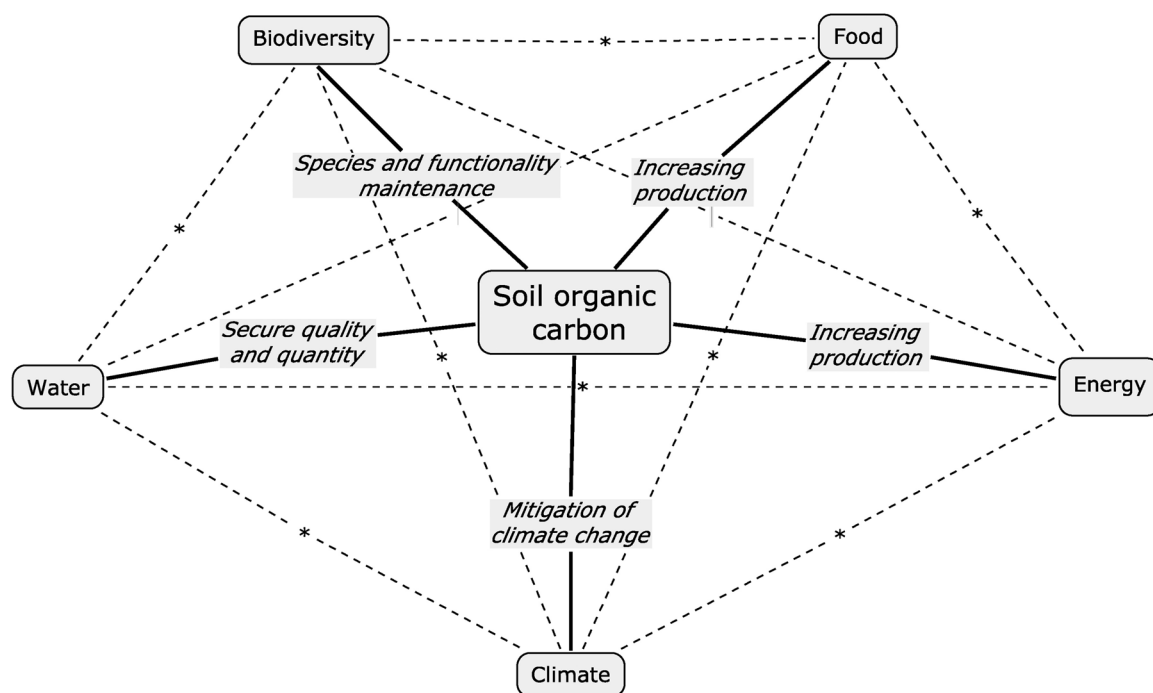 Biodiversity
*
Food
Species and functionality
maintenance
Increasing
production
*
*
Soil organic
carbon
Secure quality
and quantity
Increasing
production
*
*
Water
*
Energy
Mitigation of
climate change
*
*
Climate